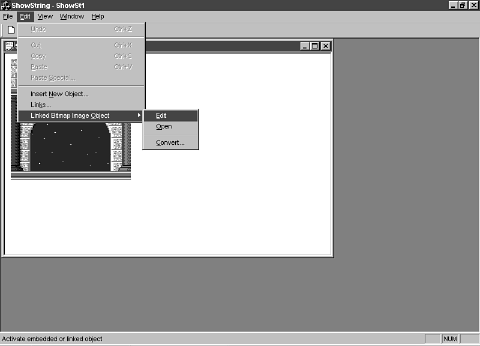 ShowString - ShowSt1
File Edit View Window Help
Undo Ctrl+Z
Cut Ctrl+X
Copy Ctrl+C
Paste Ctrl+V
Paste Special...
Insert New Object...
Links...
Linked Bitmap Image Object
Edit
Open
Convert...
Activate embedded or linked object
NUM